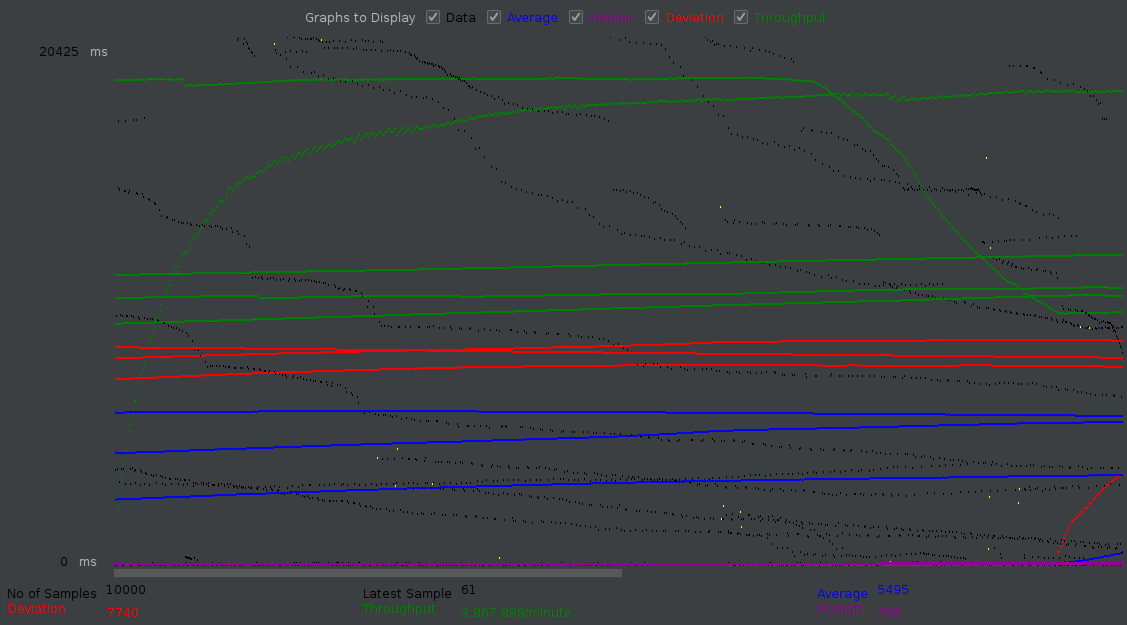 Graphs to Display Data Average Median Deviation Throughput
20425 ms
0 ms
No of Samples 10000 Latest Sample 61 Average 5495
Deviation 7740 Throughput 3,867.898/minute Median